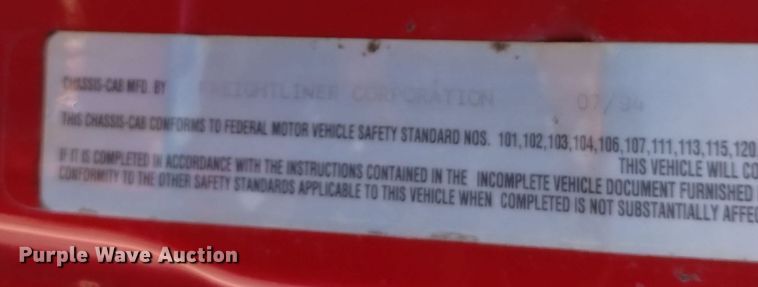 CHASSIS-CAB MFD. BY FREIGHTLINER CORPORATION 07/94
THIS CHASSIS-CAB CONFORMS TO FEDERAL MOTOR VEHICLE SAFETY STANDARD NOS. 101,102,103,104,106,107,111,113,115,120
THIS VEHICLE WILL CO
IF IT IS COMPLETED IN ACCORDANCE WITH THE INSTRUCTIONS CONTAINED IN THE INCOMPLETE VEHICLE DOCUMENT FURNISHED
CONFORMITY TO THE OTHER SAFETY STANDARDS APPLICABLE TO THIS VEHICLE WHEN COMPLETED IS NOT SUBSTANTIALLY AFFEC
Purple Wave Auction